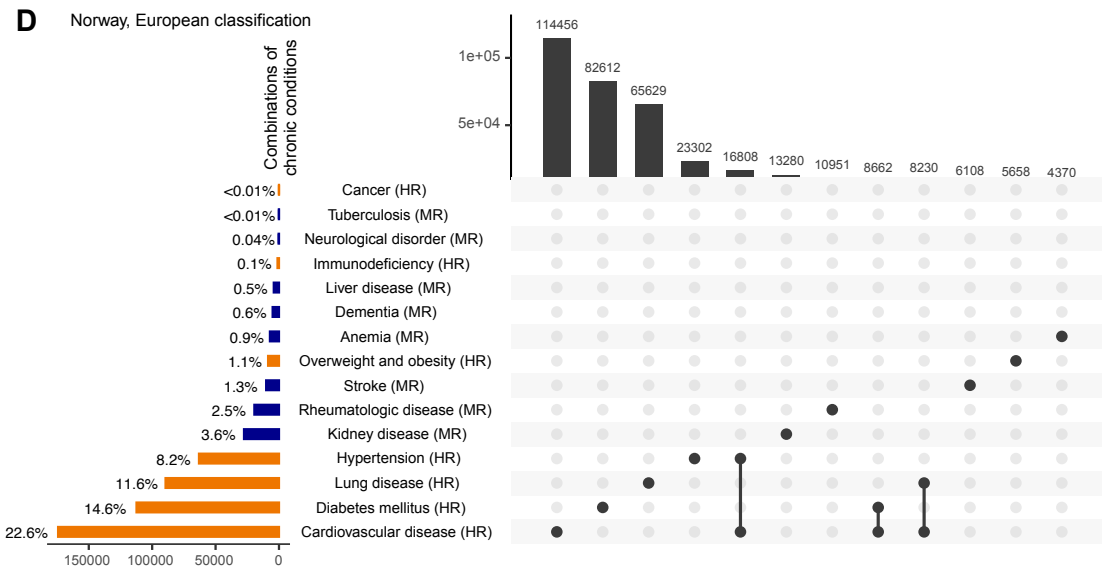 D
Norway, European classification
Combinations of
chronic conditions
1e+05
5e+04
114456
82612
65629
23302
16808
13280
10951
8662
8230
6108
5658
4370
<0.01% Cancer (HR)
<0.01% Tuberculosis (MR)
0.04% Neurological disorder (MR)
0.1% Immunodeficiency (HR)
0.5% Liver disease (MR)
0.6% Dementia (MR)
0.9% Anemia (MR)
1.1% Overweight and obesity (HR)
1.3% Stroke (MR)
2.5% Rheumatologic disease (MR)
3.6% Kidney disease (MR)
8.2% Hypertension (HR)
11.6% Lung disease (HR)
14.6% Diabetes mellitus (HR)
22.6% Cardiovascular disease (HR)
150000 100000 50000 0